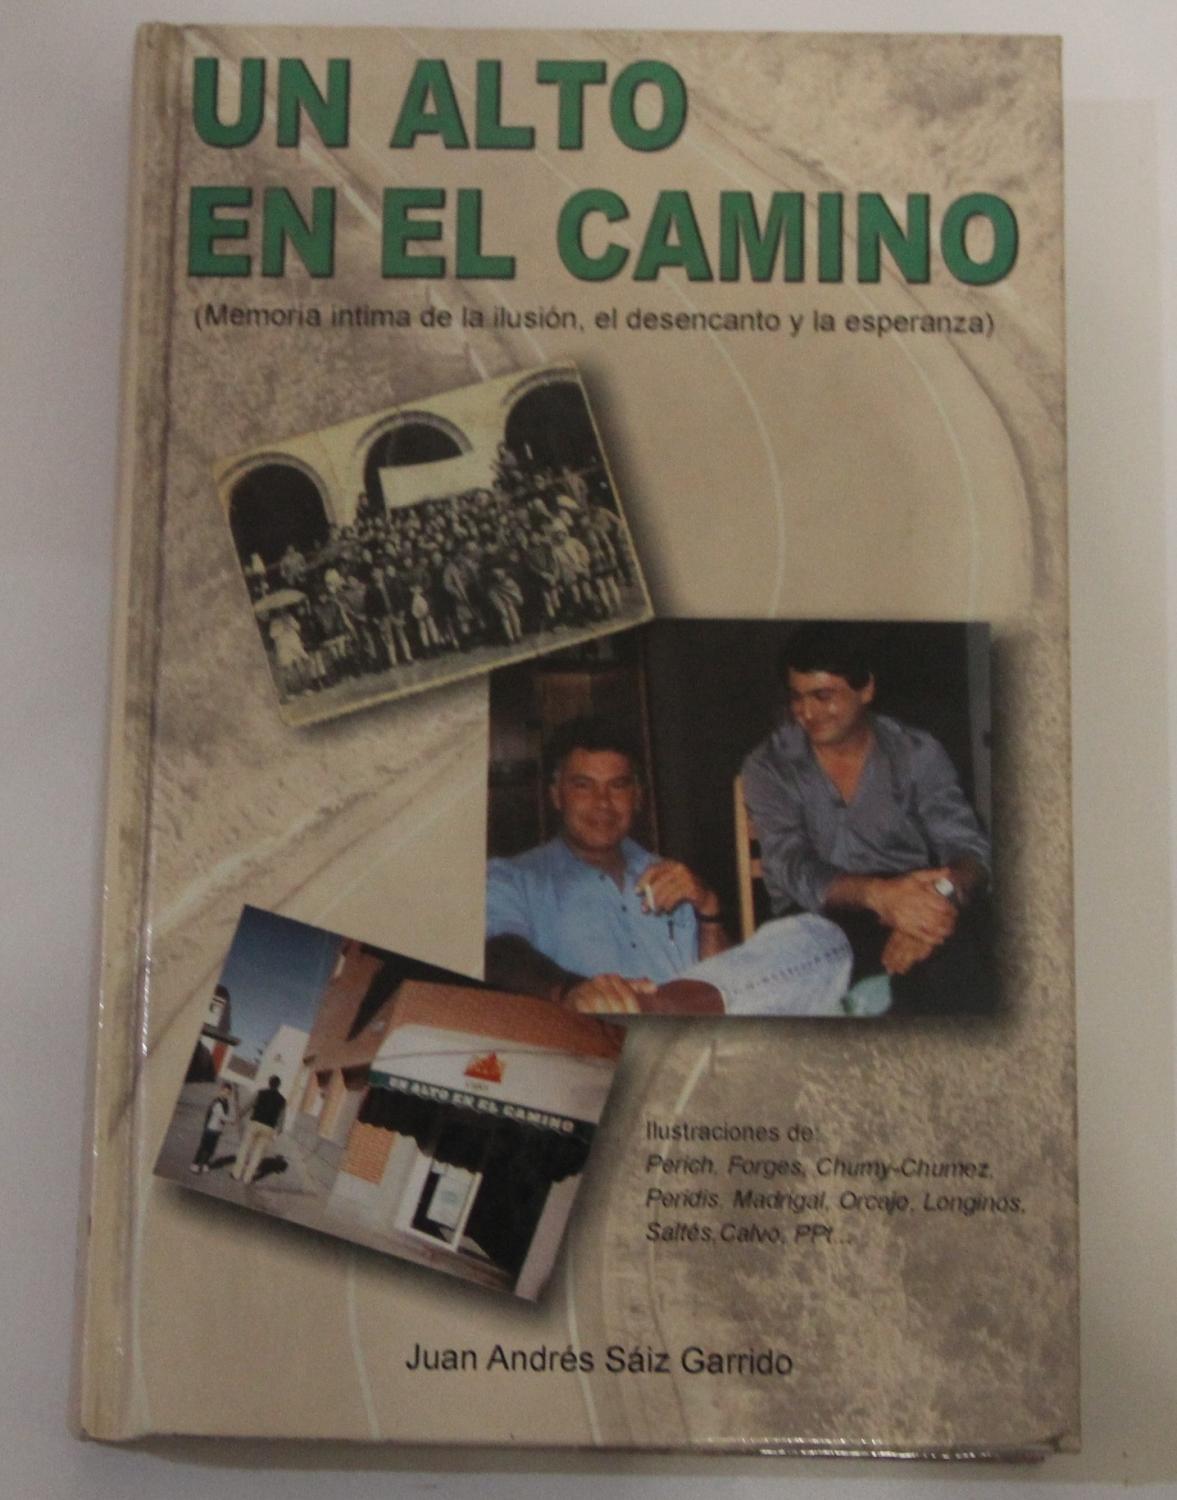 UN ALTO
EN EL CAMINO
(Memoria intima de la ilusión, el desencanto y la esperanza)
UN ALTO EN EL CAMINO
Ilustraciones de:
Perich, Forges, Chumy-Chumez,
Peridis, Madrigal, Orcajo, Longinos,
Saltés, Calvo, PPt...
Juan Andrés Sáiz Garrido